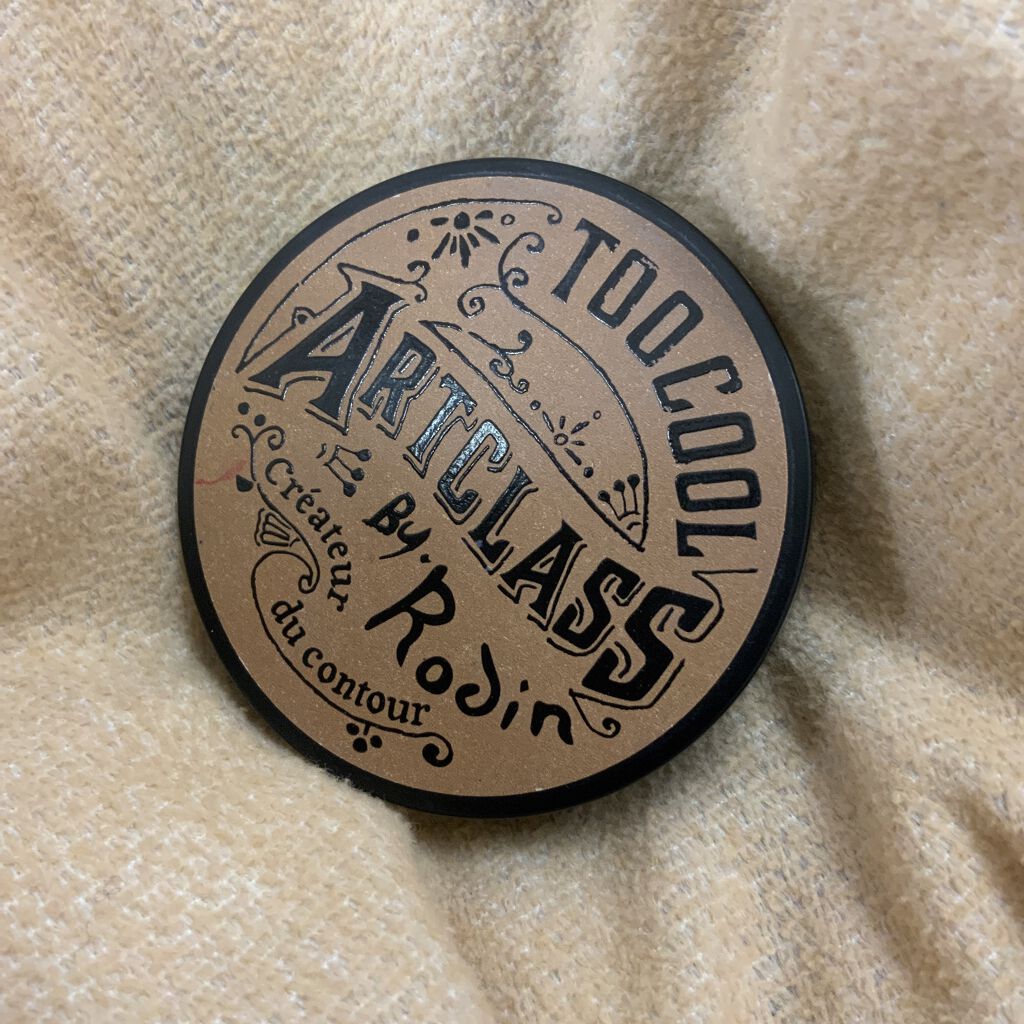 TOO COOL
ARTCLASS
By. Rodin
Créateur
du contour